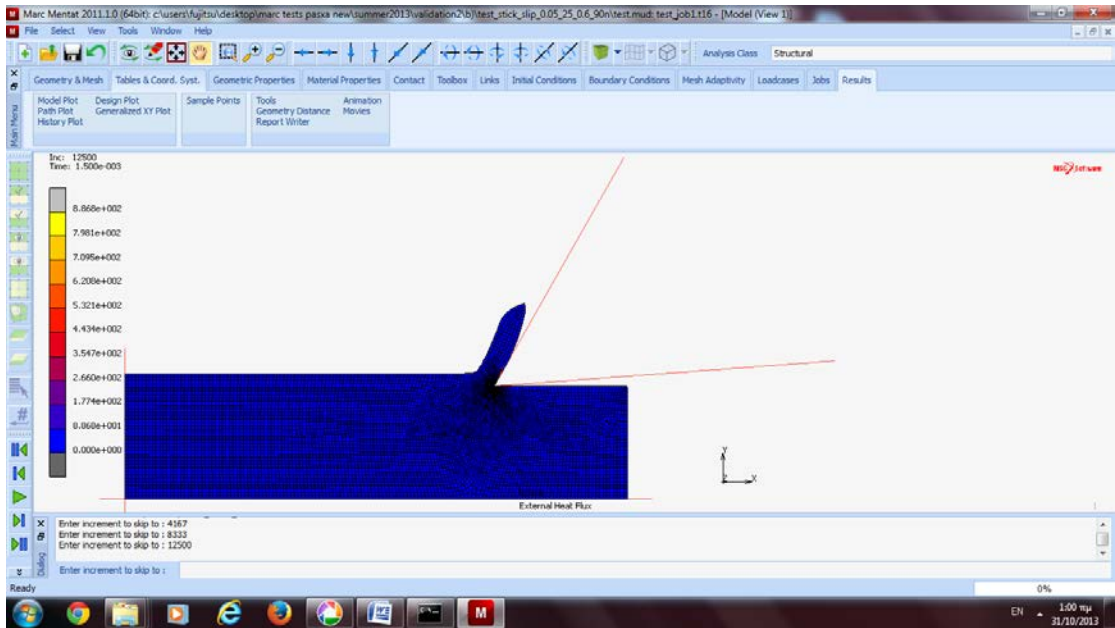 Marc Mentat 2011.1.0 (64bit): c:\users\fujitsu\desktop\marc tests pasxa new\summer2013\validation2\b)\test_stick_slip_0.05_25_0.6_90n\test.mud: test_job1.t16 - [Model (View 1)]
File Select View Tools Window Help
Analysis Class Structural
Main Menu
Geometry & Mesh Tables & Coord. Syst. Geometric Properties Material Properties Contact Toolbox Links Initial Conditions Boundary Conditions Mesh Adaptivity Loadcases Jobs Results
Model Plot Design Plot Sample Points Tools Animation
Path Plot Generalized XY Plot Geometry Distance Movies
History Plot Report Writer
Inc: 12500
Time: 1.500e-003
MSC Software
8.868e+002
7.981e+002
7.095e+002
6.208e+002
5.321e+002
4.434e+002
3.547e+002
2.660e+002
1.774e+002
8.868e+001
0.000e+000
Y
Z X
External Heat Flux
1
Dialog
Enter increment to skip to : 4167
Enter increment to skip to : 8333
Enter increment to skip to : 12500
Enter increment to skip to :
Ready 0%
EN 1:00 πμ
31/10/2013